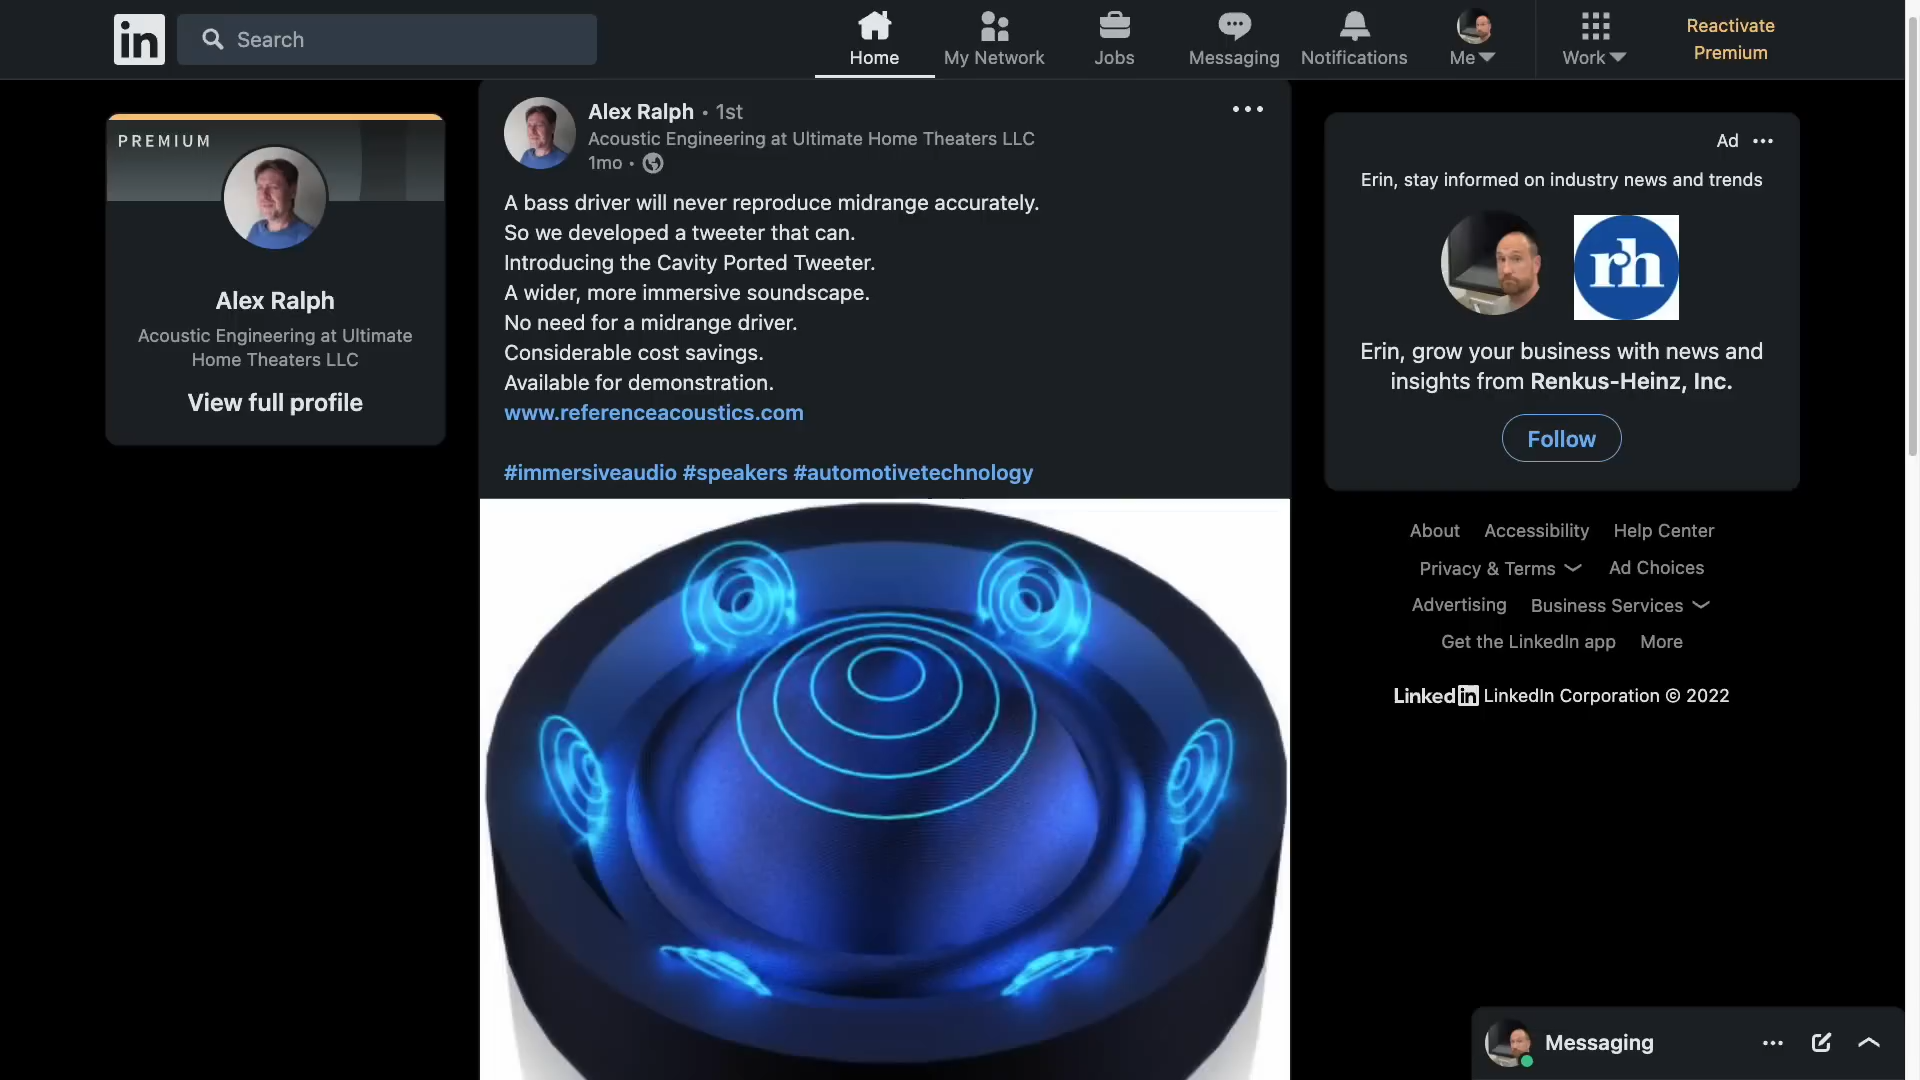 in
Search
Home
My Network
Jobs
Messaging
Notifications
Me
Work
Reactivate
Premium
PREMIUM
Alex Ralph
Acoustic Engineering at Ultimate
Home Theaters LLC
View full profile
Alex Ralph • 1st
Acoustic Engineering at Ultimate Home Theaters LLC
1mo •
A bass driver will never reproduce midrange accurately.
So we developed a tweeter that can.
Introducing the Cavity Ported Tweeter.
A wider, more immersive soundscape.
No need for a midrange driver.
Considerable cost savings.
Available for demonstration.
www.referenceacoustics.com
#immersiveaudio #speakers #automotivetechnology
Ad
Erin, stay informed on industry news and trends
rh
Erin, grow your business with news and
insights from Renkus-Heinz, Inc.
Follow
About Accessibility Help Center
Privacy & Terms Ad Choices
Advertising Business Services
Get the LinkedIn app More
LinkedIn LinkedIn Corporation © 2022
Messaging